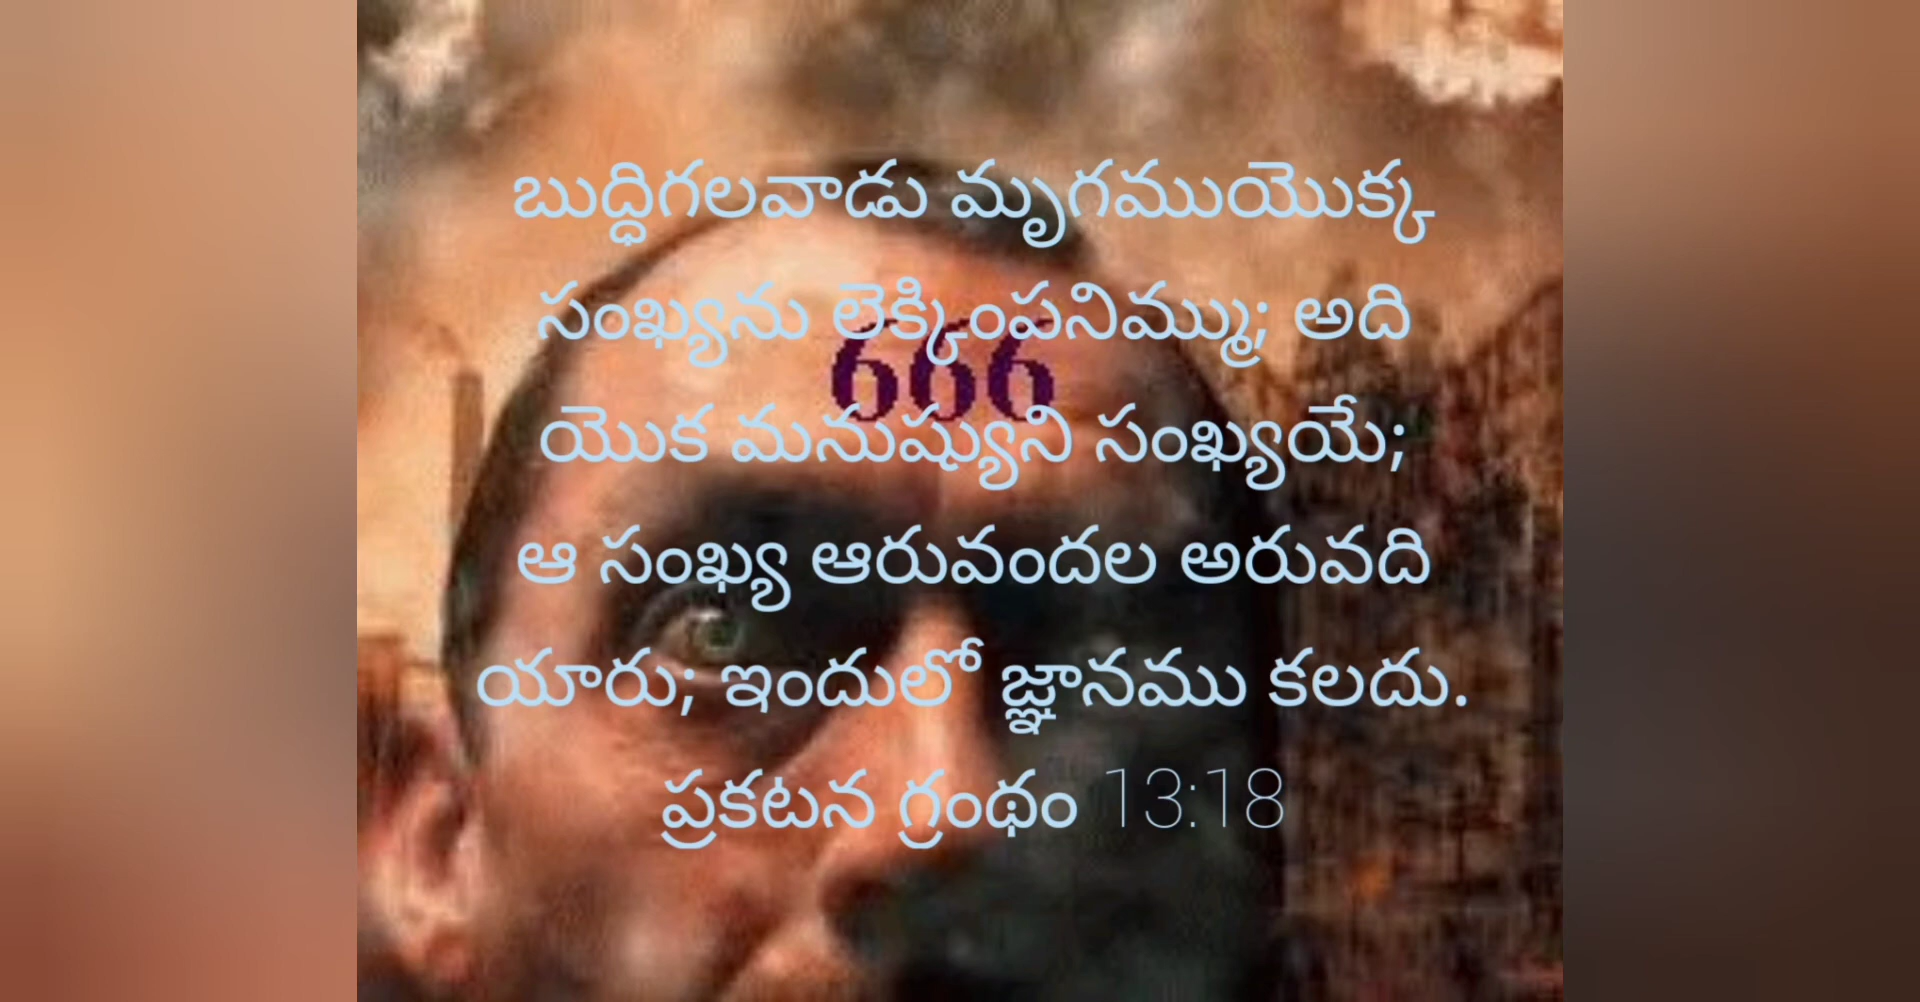 బుద్ధిగలవాడు మృగముయొక్క
సంఖ్యను లెక్కింపనిమ్ము; అది
666
యొక మనుష్యుని సంఖ్యయే;
ఆ సంఖ్య ఆరువందల అరువది
యారు; ఇందులో జ్ఞానము కలదు.
ప్రకటన గ్రంథం 13:18